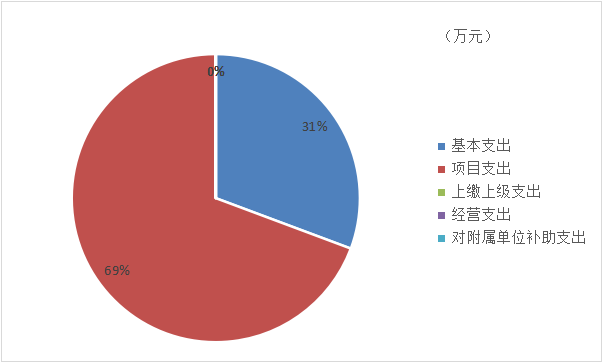 （万元）
0%
31%
69%
基本支出
项目支出
上缴上级支出
经营支出
对附属单位补助支出